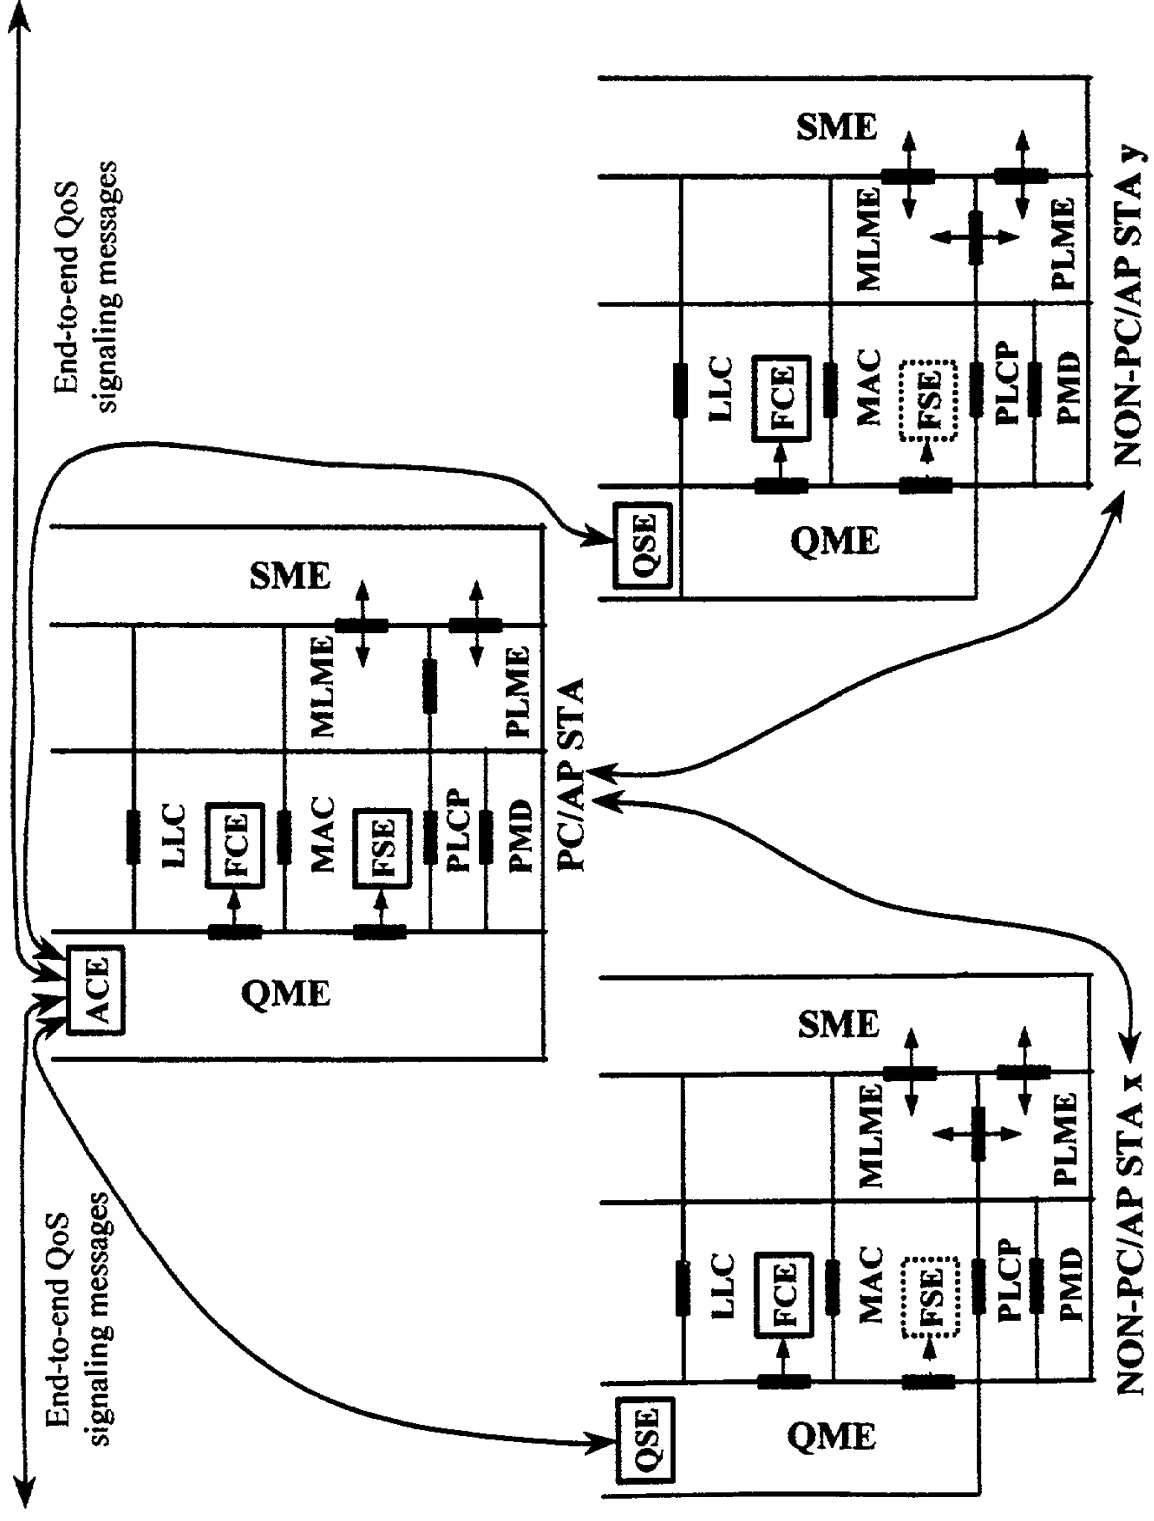 End-to-end QoS
signaling messages
End-to-end QoS
signaling messages
ACE
QME
LLC
FCE
MAC
FSE
PLCP
PMD
SME
MLME
PLME
PC/AP STA
QSE
QME
LLC
FCE
MAC
FSE
PLCP
PMD
SME
MLME
PLME
NON-PC/AP STA x
QSE
QME
LLC
FCE
MAC
FSE
PLCP
PMD
SME
MLME
PLME
NON-PC/AP STA y